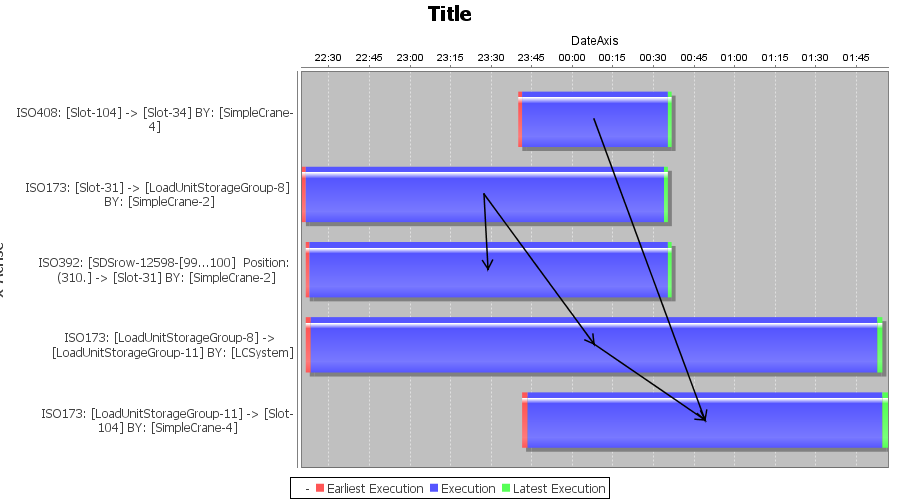 Title
DateAxis
22:30 22:45 23:00 23:15 23:30 23:45 00:00 00:15 00:30 00:45 01:00 01:15 01:30 01:45
ISO408: [Slot-104] -> [Slot-34] BY: [SimpleCrane-
4]
ISO173: [Slot-31] -> [LoadUnitStorageGroup-8]
BY: [SimpleCrane-2]
ISO392: [SDSrow-12598-[99...100] Position:
(310.] -> [Slot-31] BY: [SimpleCrane-2]
ISO173: [LoadUnitStorageGroup-8] ->
[LoadUnitStorageGroup-11] BY: [LCSystem]
ISO173: [LoadUnitStorageGroup-11] -> [Slot-
104] BY: [SimpleCrane-4]
- Earliest Execution Execution Latest Execution